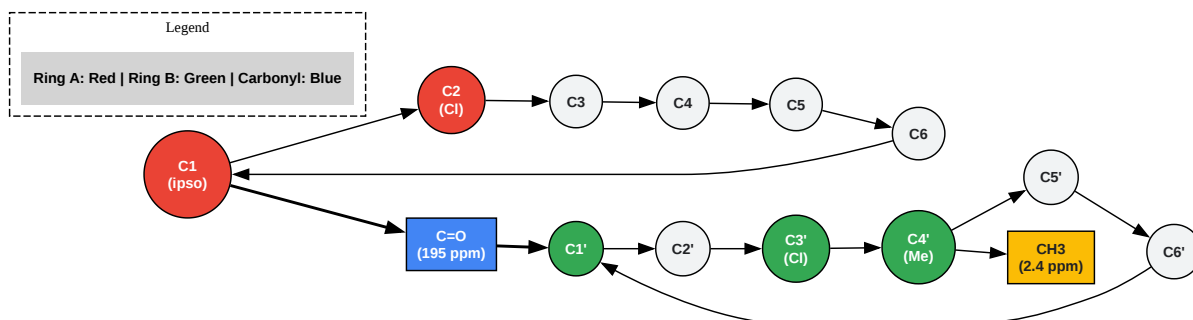 Legend
Ring A: Red | Ring B: Green | Carbonyl: Blue
C2
(Cl)
C3
C4
C5
C6
C1
(ipso)
C=O
(195 ppm)
C1'
C2'
C3'
(Cl)
C4'
(Me)
C5'
CH3
(2.4 ppm)
C6'